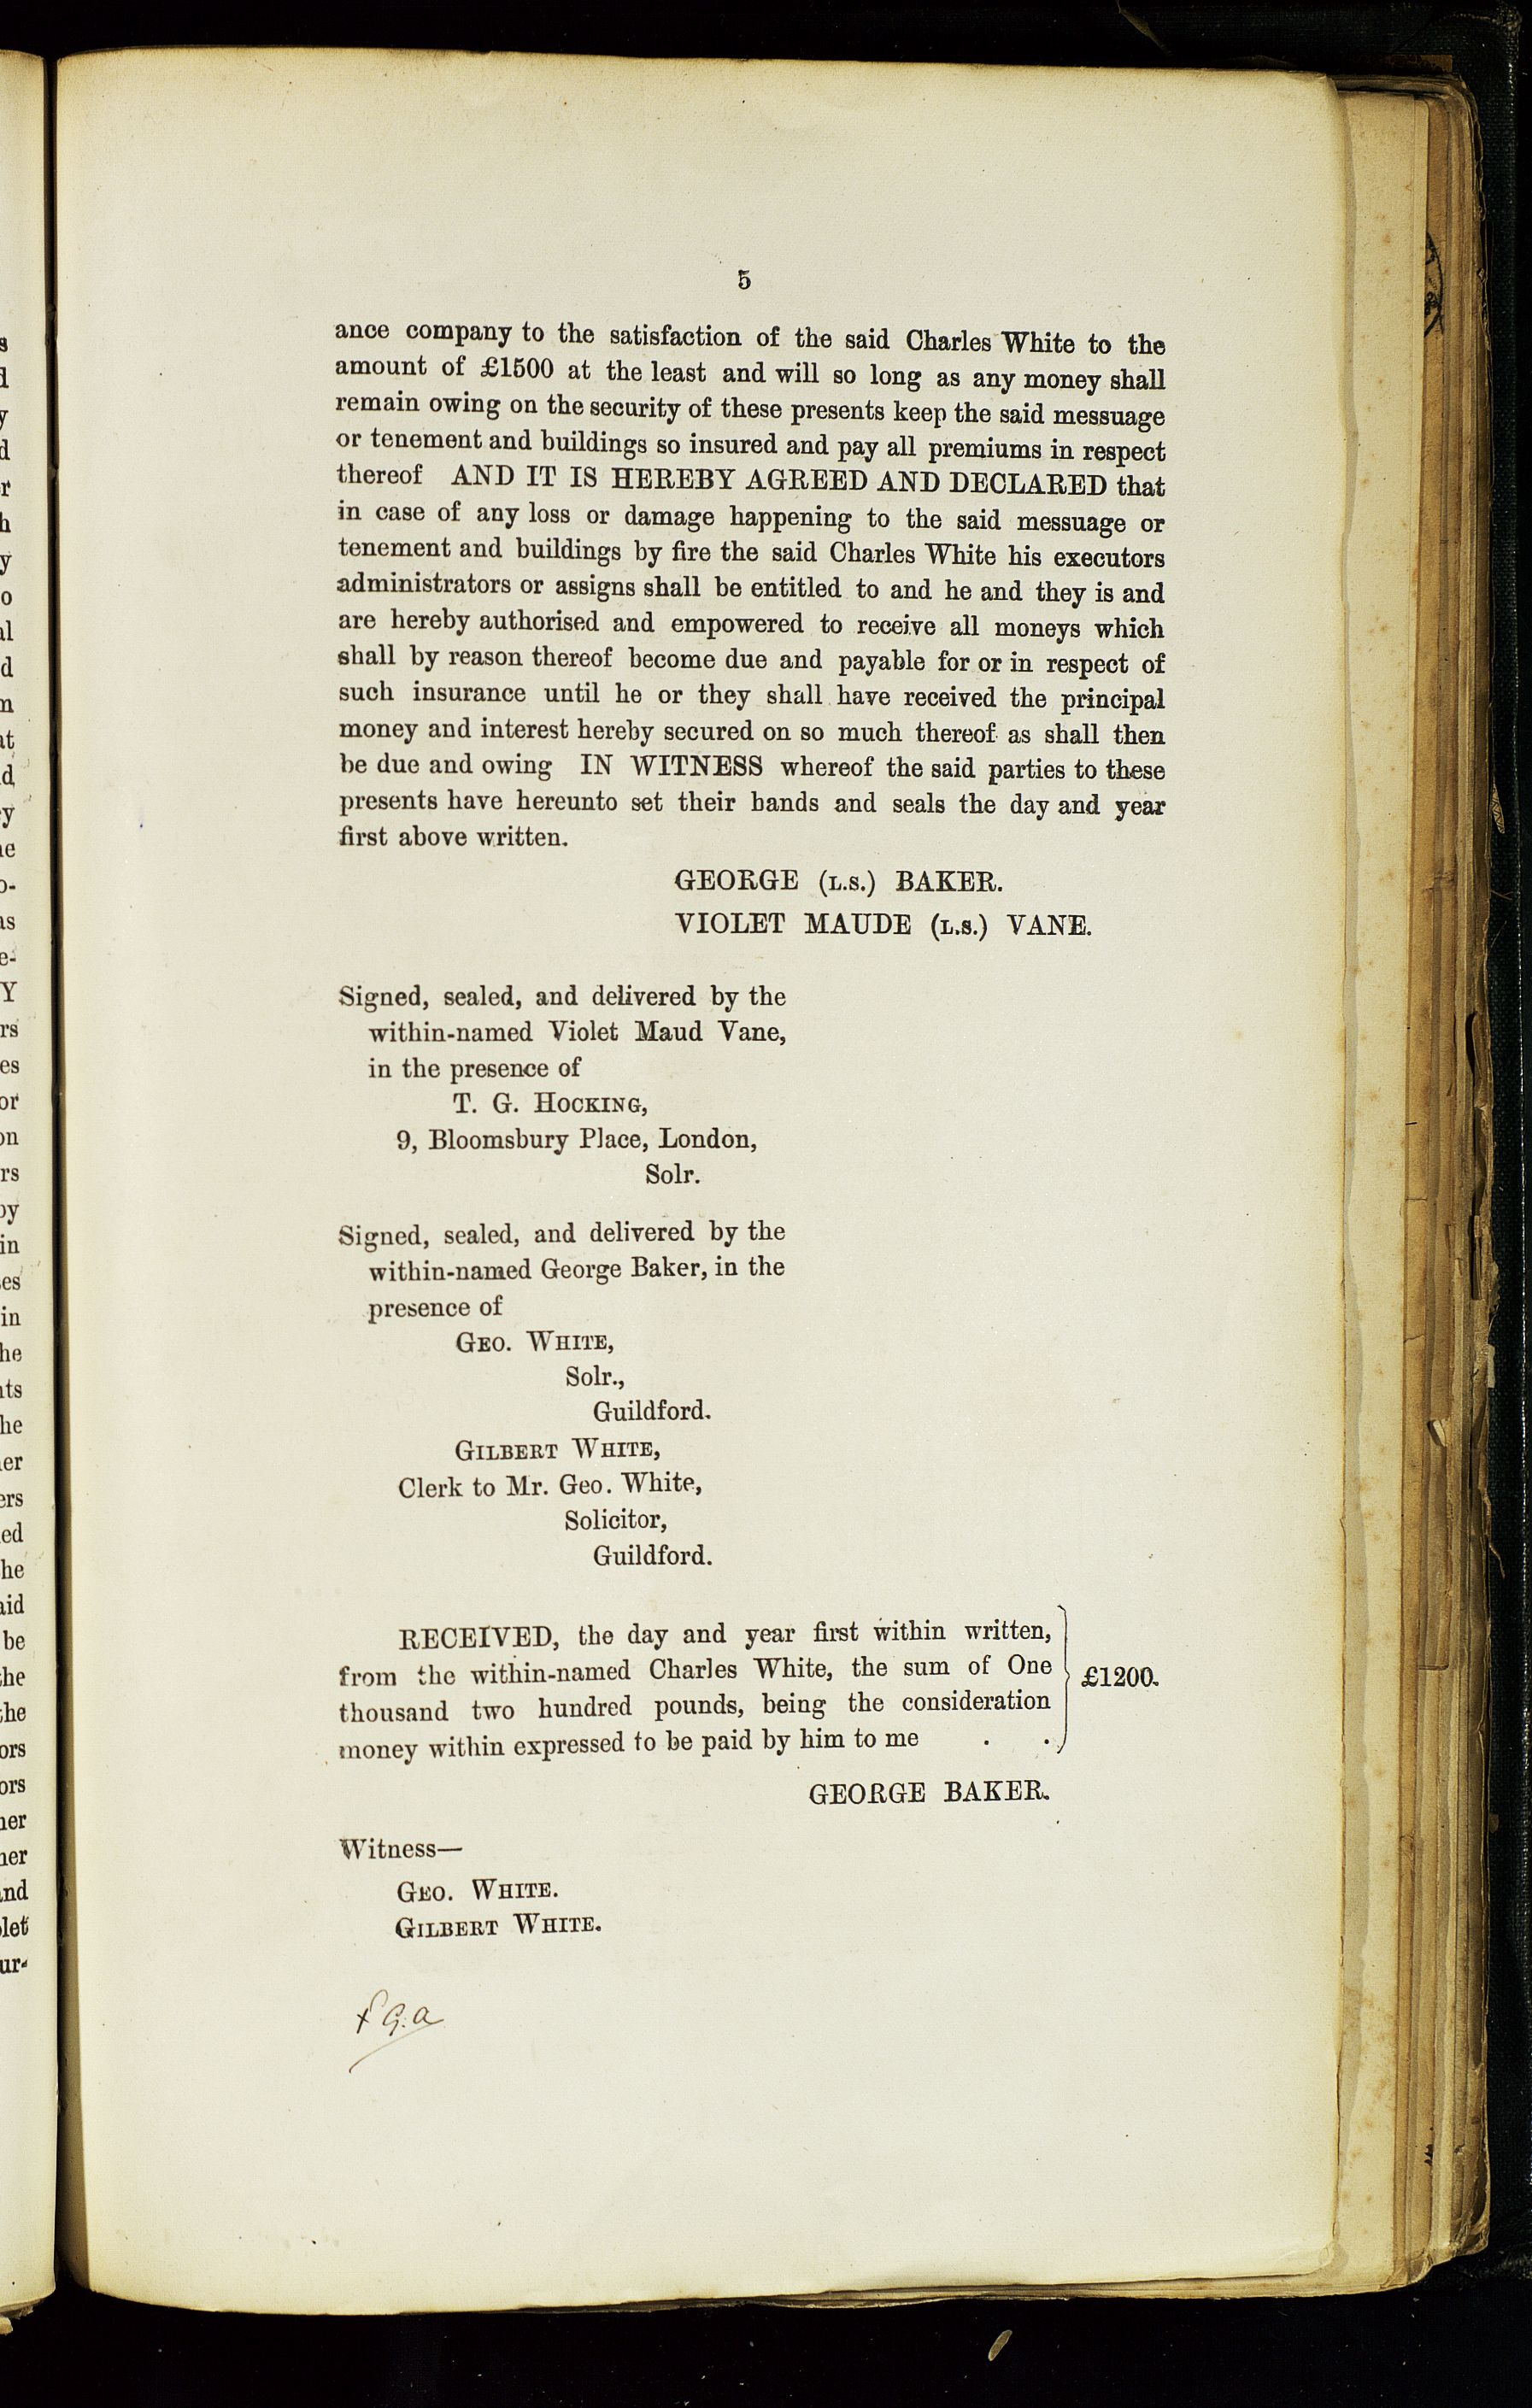 5
ance company to the satisfaction of the said Charles White to the
amount of £1500 at the least and will so long as any money shall
remain owing on the security of these presents keep the said messuage
or tenement and buildings so insured and pay all premiums in respect
thereof AND IT IS HEREBY AGREED AND DECLARED that
in case of any loss or damage happening to the said messuage or
tenement and buildings by fire the said Charles White his executors
administrators or assigns shall be entitled to and he and they is and
are hereby authorised and empowered to receive all moneys which
shall by reason thereof become due and payable for or in respect of
such insurance until he or they shall have received the principal
money and interest hereby secured on so much thereof as shall then
be due and owing IN WITNESS whereof the said parties to these
presents have hereunto set their hands and seals the day and year
first above written.
GEORGE (L.S.) BAKER.
VIOLET MAUDE (L.S.) VANE.
Signed, sealed, and delivered by the
within-named Violet Maud Vane,
in the presence of
T. G. HOCKING,
9, Bloomsbury Place, London,
Solr.
Signed, sealed, and delivered by the
within-named George Baker, in the
presence of
GEO. WHITE,
Solr.,
Guildford.
GILBERT WHITE,
Clerk to Mr. Geo. White,
Solicitor,
Guildford.
RECEIVED, the day and year first within written,
from the within-named Charles White, the sum of One
thousand two hundred pounds, being the consideration
money within expressed to be paid by him to me . .
£1200.
GEORGE BAKER.
Witness—
GEO. WHITE.
GILBERT WHITE.